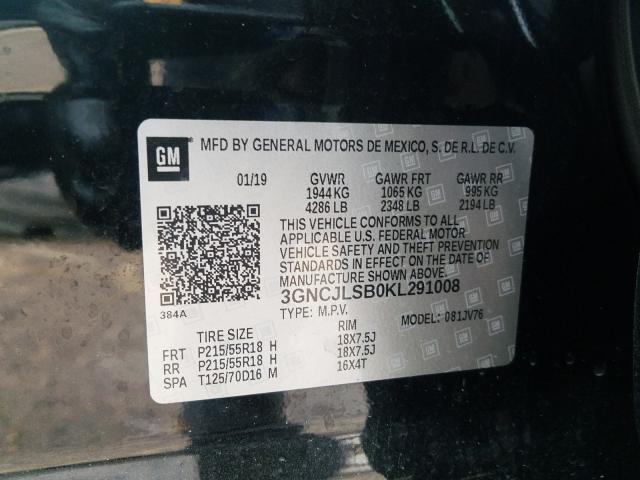 GM MFD BY GENERAL MOTORS DE MEXICO, S. DE R.L. DE C.V.
01/19 GVWR GAWR FRT GAWR RR
1944 KG 1065 KG 995 KG
4286 LB 2348 LB 2194 LB
THIS VEHICLE CONFORMS TO ALL
APPLICABLE U.S. FEDERAL MOTOR
VEHICLE SAFETY AND THEFT PREVENTION
STANDARDS IN EFFECT ON THE DATE OF
MANUFACTURE SHOWN ABOVE.
3GNCJLSB0KL291008
384A TYPE: M.P.V. MODEL: 081JV76
TIRE SIZE RIM
FRT P215/55R18 H 18X7.5J
RR P215/55R18 H 18X7.5J
SPA T125/70D16 M 16X4T